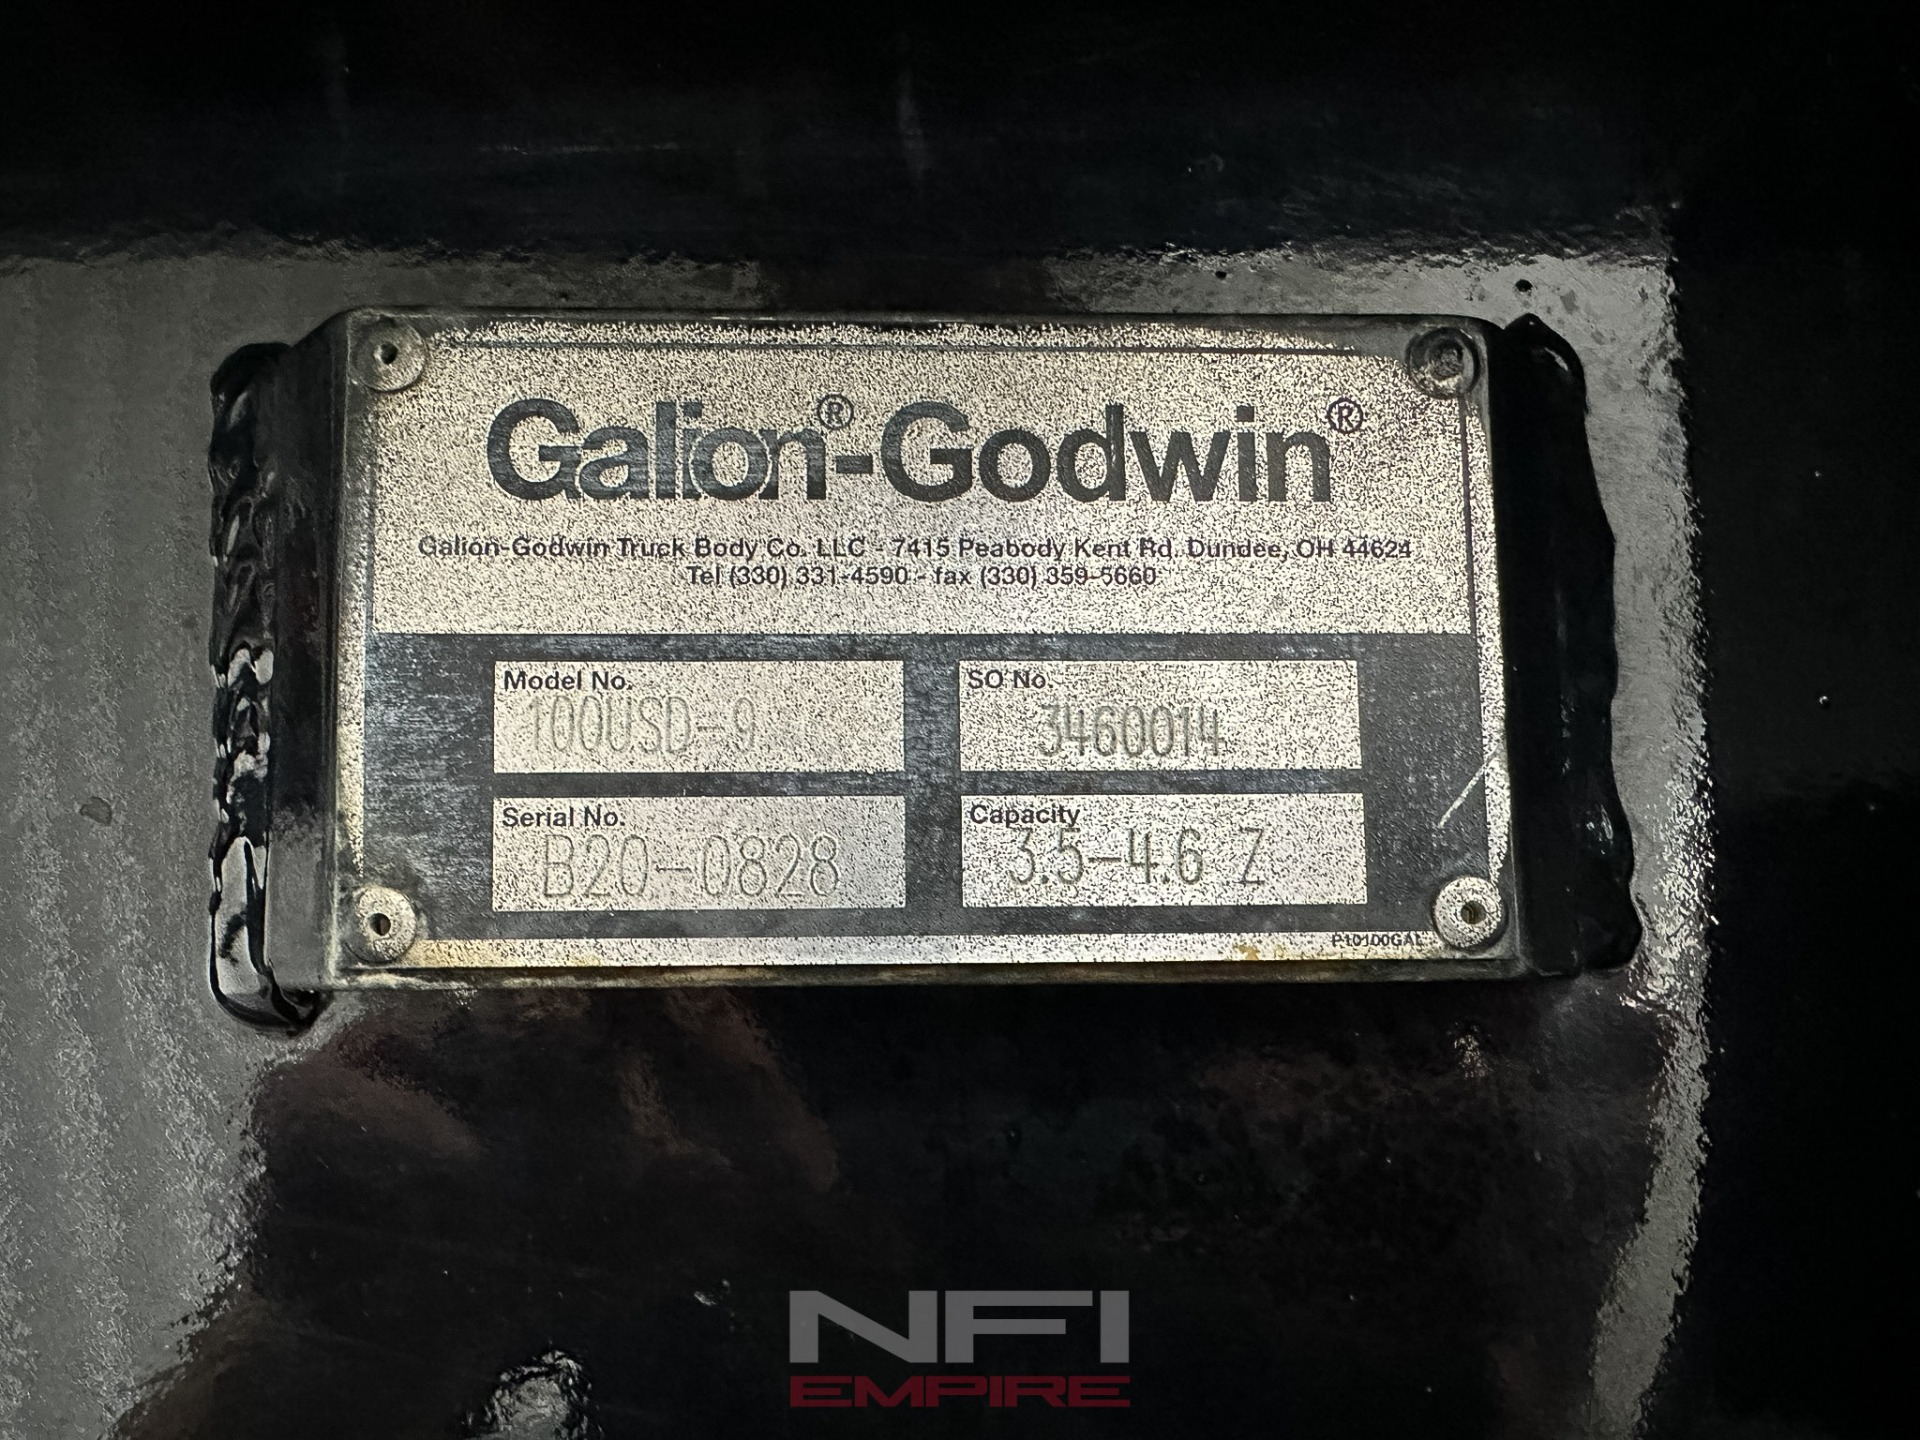 Galion®-Godwin®
Galion-Godwin Truck Body Co. LLC - 7415 Peabody Kent Rd. Dundee, OH 44624
Tel (330) 331-4590 - fax (330) 359-5660
Model No.
100USD-9
SO No.
3460014
Serial No.
B20-0828
Capacity
3.5-4.6 Z
P10100GAL
NFI
EMPIRE